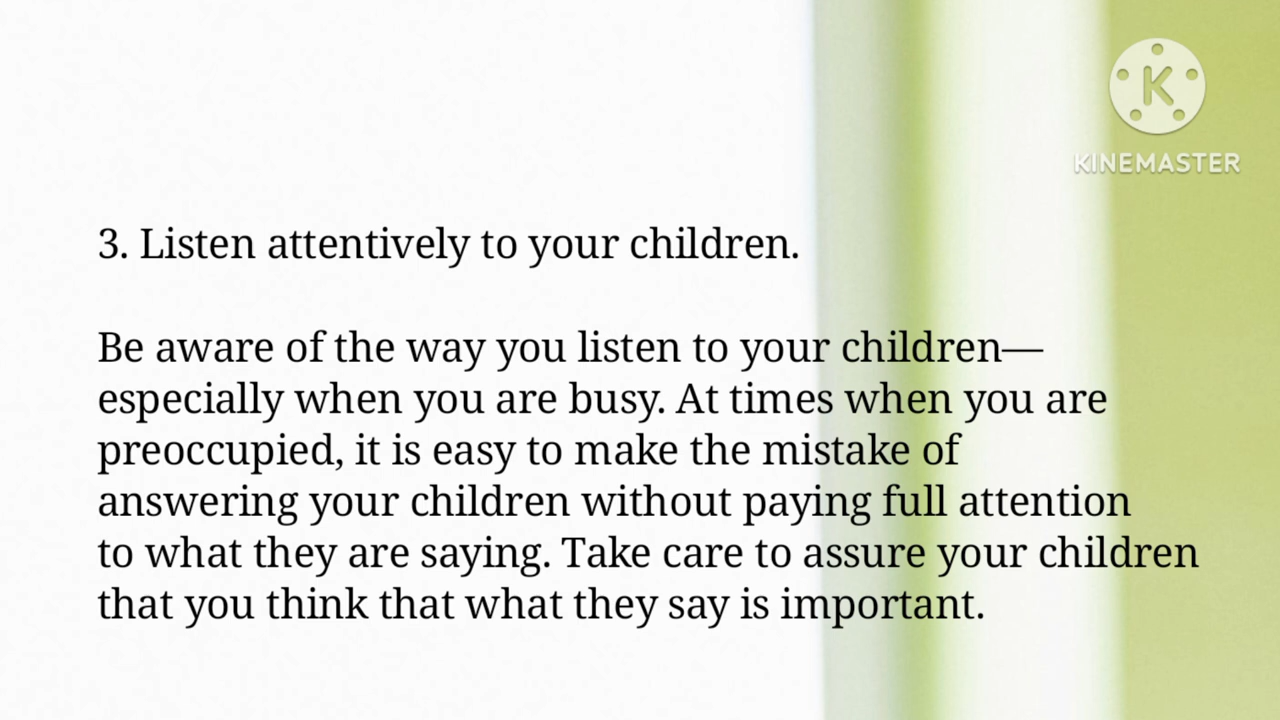 KINEMASTER
3. Listen attentively to your children.
Be aware of the way you listen to your children—
especially when you are busy. At times when you are
preoccupied, it is easy to make the mistake of
answering your children without paying full attention
to what they are saying. Take care to assure your children
that you think that what they say is important.